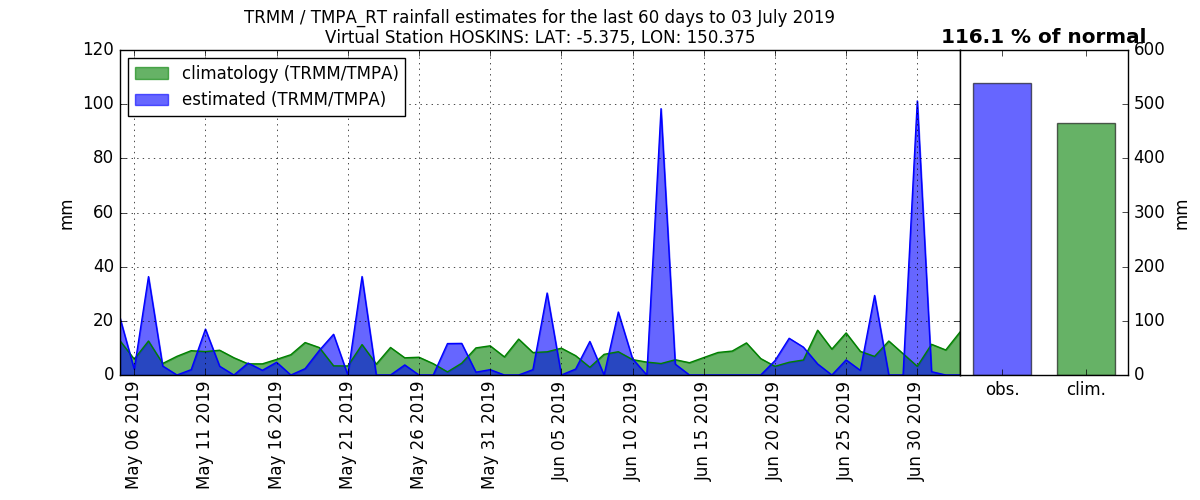 TRMM / TMPA_RT rainfall estimates for the last 60 days to 03 July 2019
Virtual Station HOSKINS: LAT: -5.375, LON: 150.375
116.1 % of normal
climatology (TRMM/TMPA)
estimated (TRMM/TMPA)
120
100
80
60
40
20
0
mm
May 06 2019
May 11 2019
May 16 2019
May 21 2019
May 26 2019
May 31 2019
Jun 05 2019
Jun 10 2019
Jun 15 2019
Jun 20 2019
Jun 25 2019
Jun 30 2019
obs.
clim.
600
500
400
300
200
100
0
mm